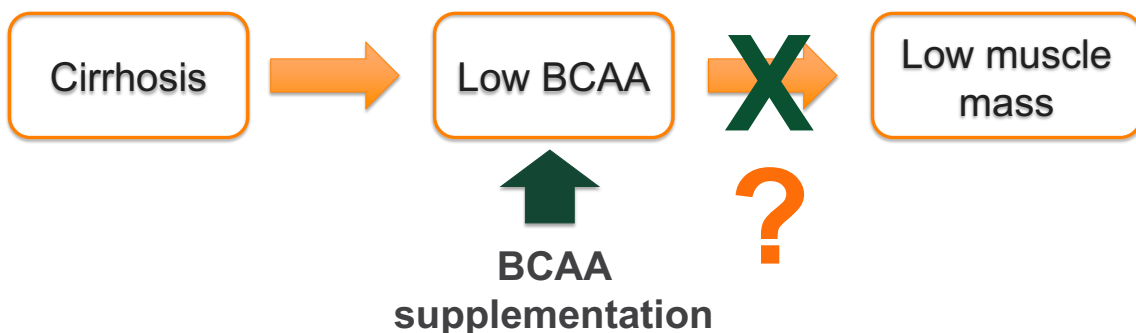 Cirrhosis
Low BCAA
Low muscle
mass
X
?
BCAA
supplementation